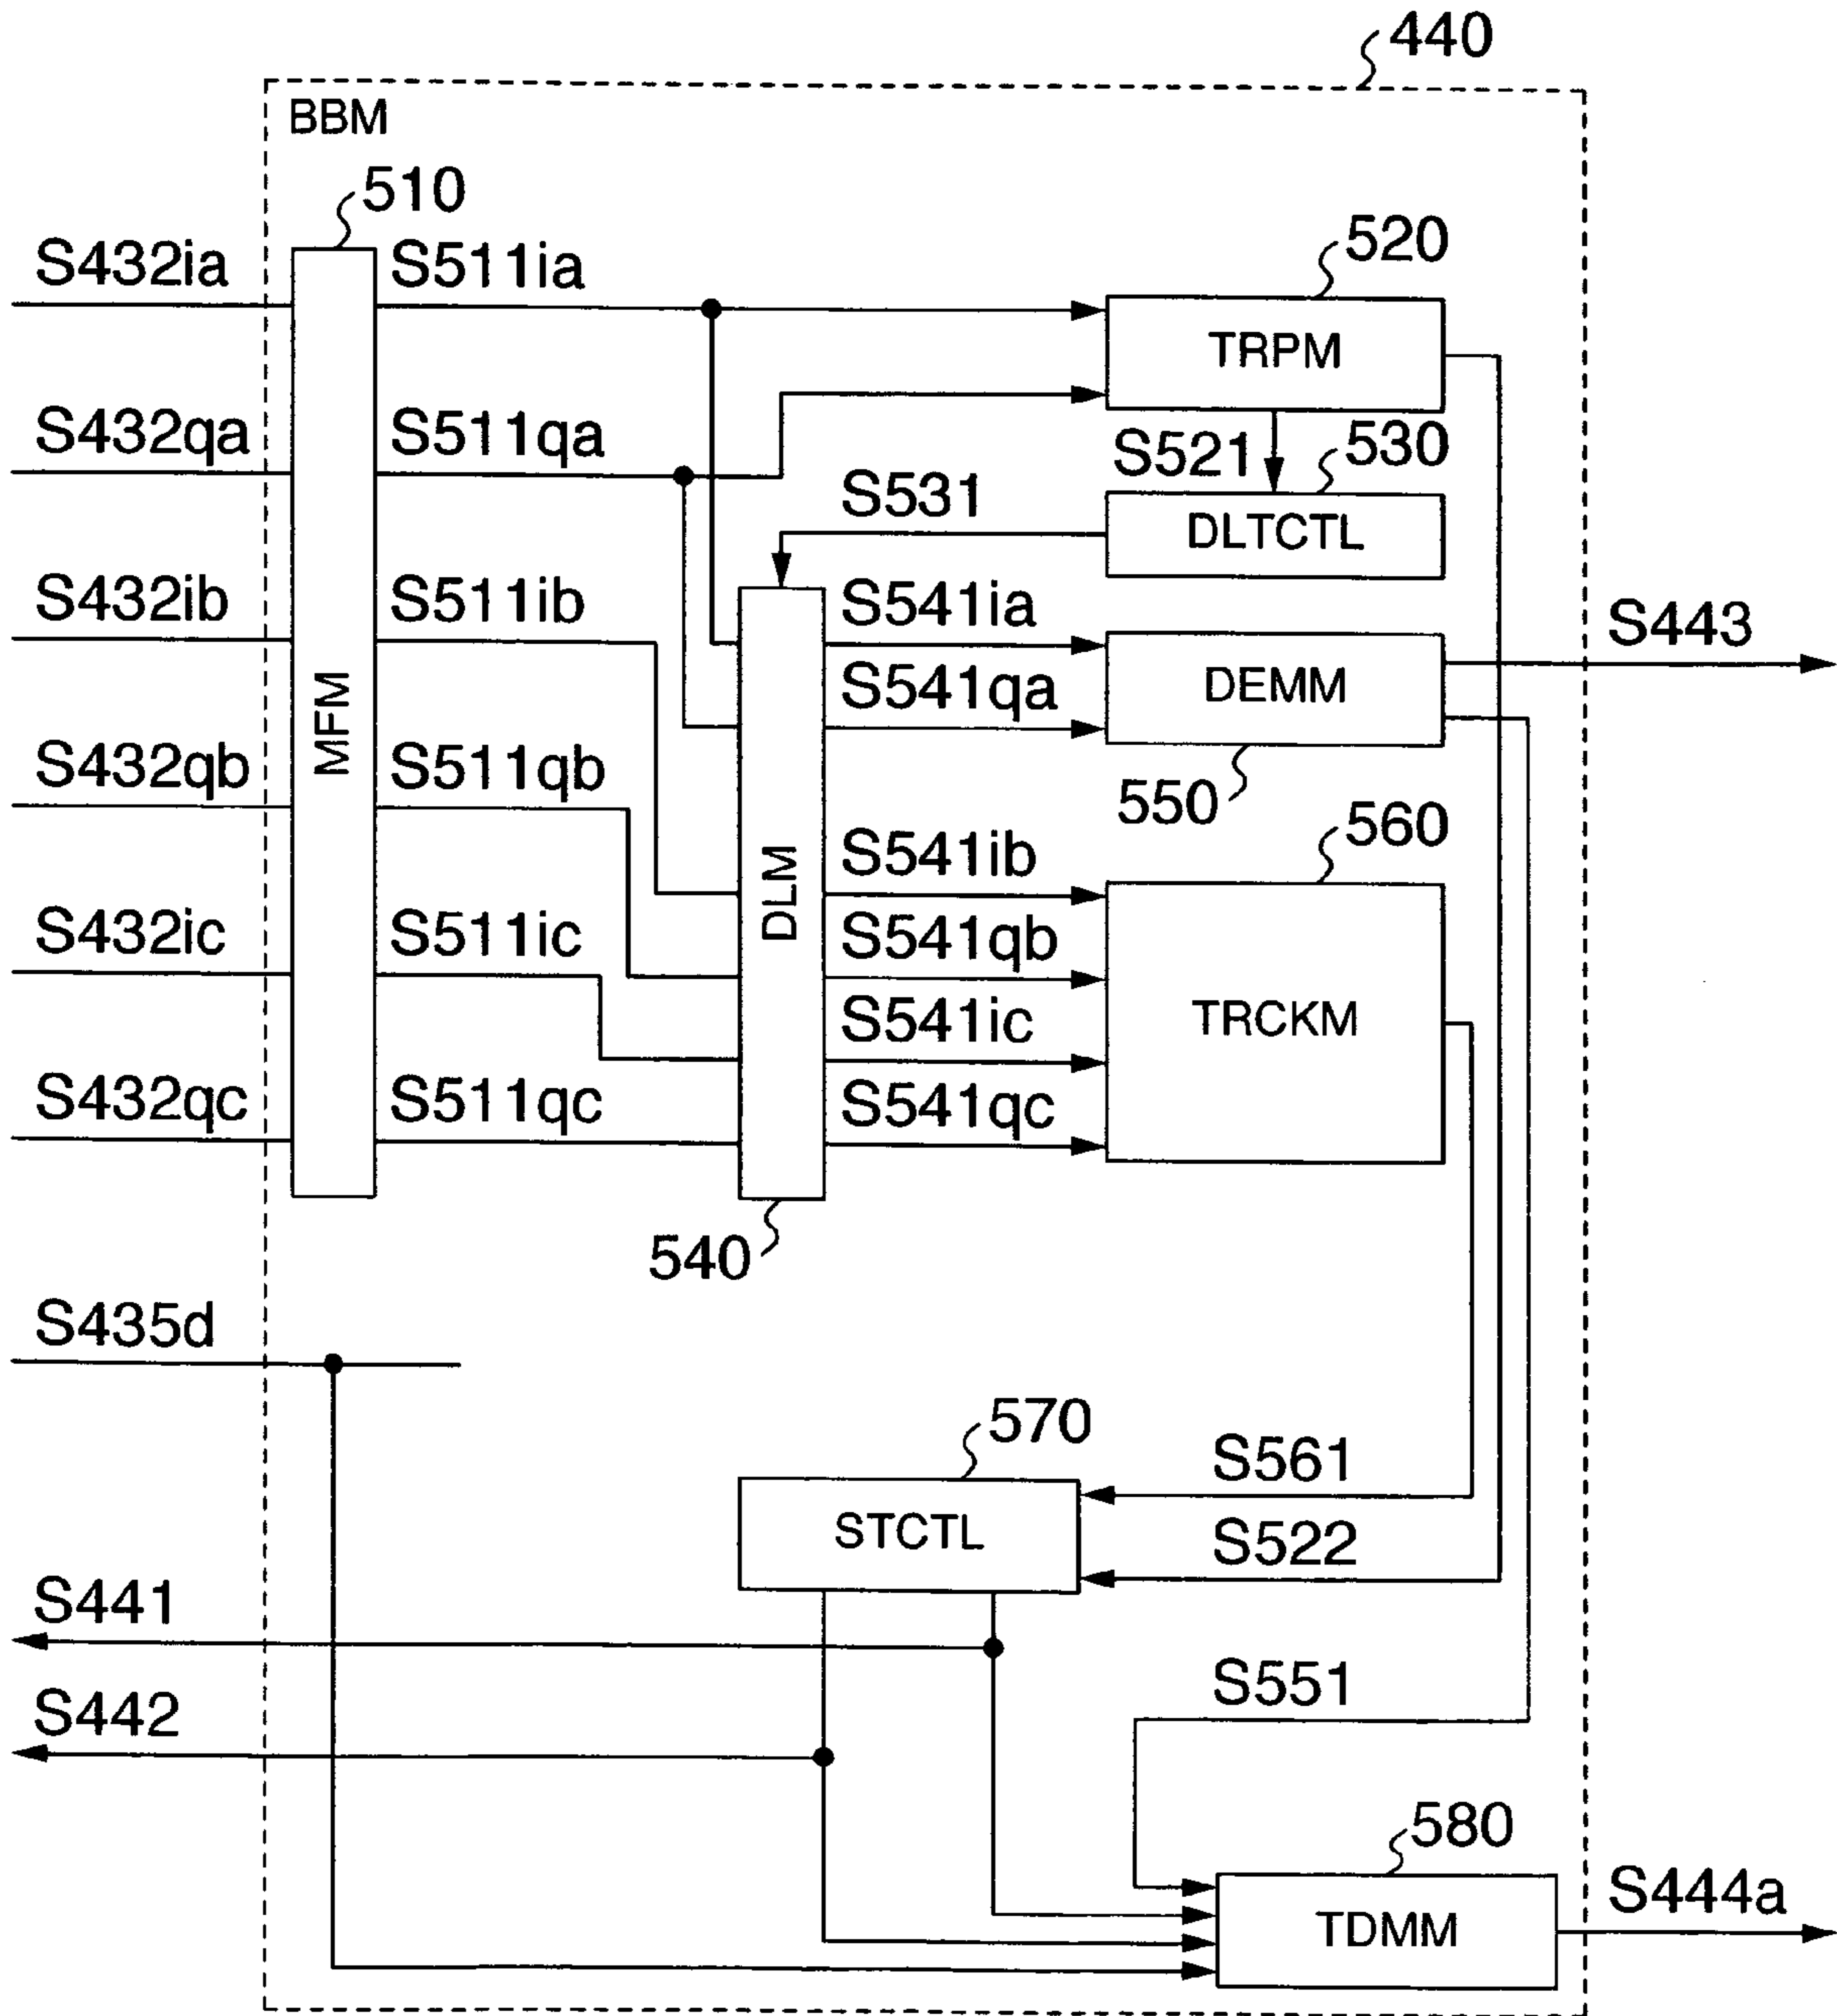 440
BBM
510
S432ia
S511ia
520
TRPM
S432qa
S511qa
S521
530
S531
DLTCTL
S432ib
S511ib
S541ia
S443
MFM
S541qa
DEMM
S432qb
S511qb
550
560
DLM
S541ib
S432ic
S511ic
S541qb
S541ic
TRCKM
S432qc
S511qc
S541qc
540
S435d
570
S561
STCTL
S522
S441
S551
S442
580
S444a
TDMM